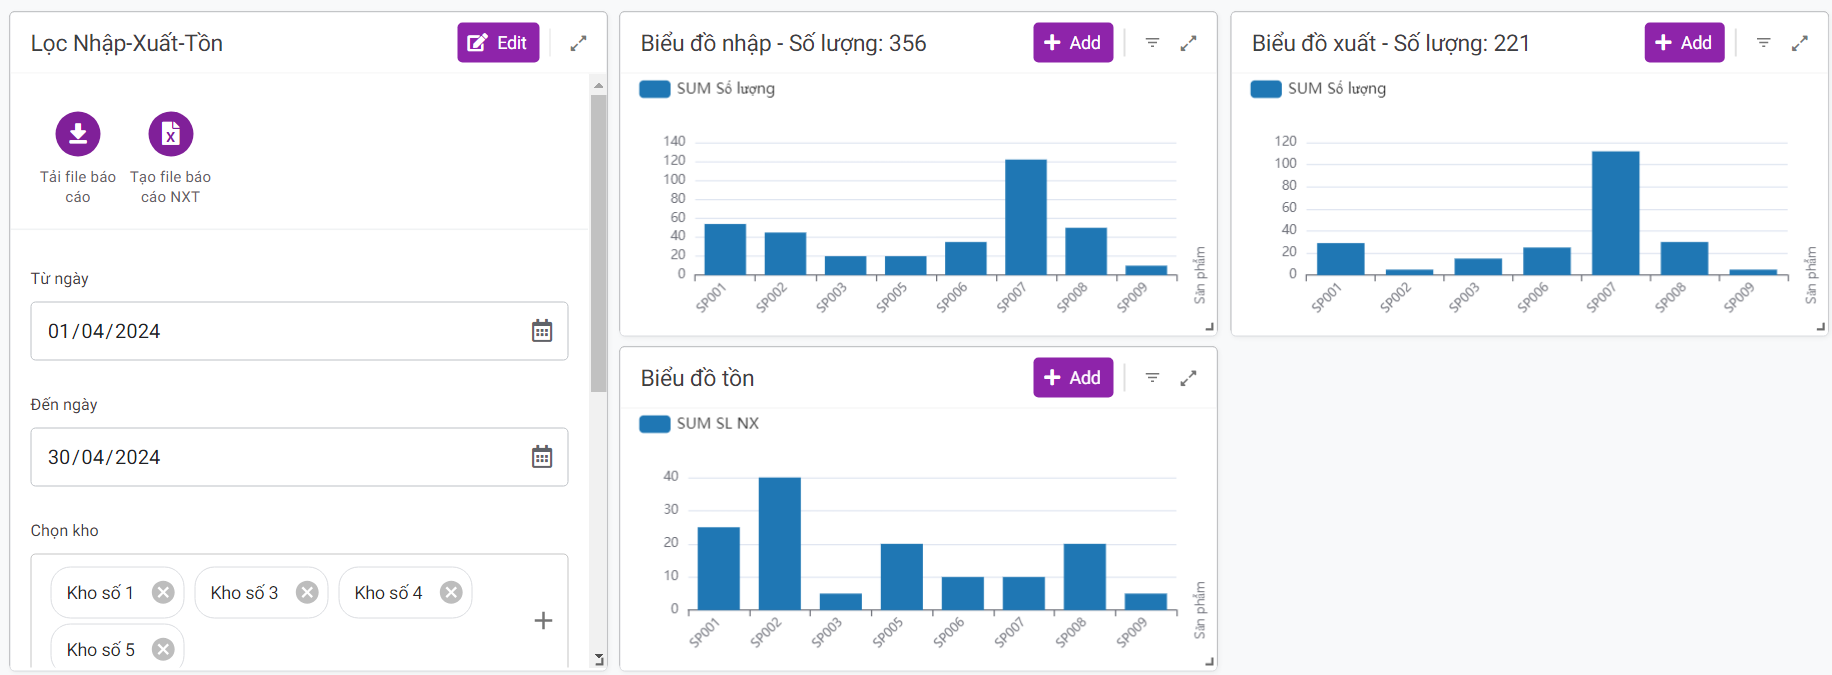 Lọc Nhập-Xuất-Tồn
Edit
Tải file báo
cáo
Tạo file báo
cáo NXT
Từ ngày
01/04/2024
Đến ngày
30/04/2024
Chọn kho
Kho số 1
Kho số 3
Kho số 4
Kho số 5
Biểu đồ nhập - Số lượng: 356
Add
SUM Số lượng
140
120
100
80
60
40
20
0
SP001
SP002
SP003
SP005
SP006
SP007
SP008
SP009
Sản phẩm
Biểu đồ xuất - Số lượng: 221
Add
SUM Số lượng
120
100
80
60
40
20
0
SP001
SP002
SP003
SP006
SP007
SP008
SP009
Sản phẩm
Biểu đồ tồn
Add
SUM SL NX
40
30
20
10
0
SP001
SP002
SP003
SP005
SP006
SP007
SP008
SP009
Sản phẩm